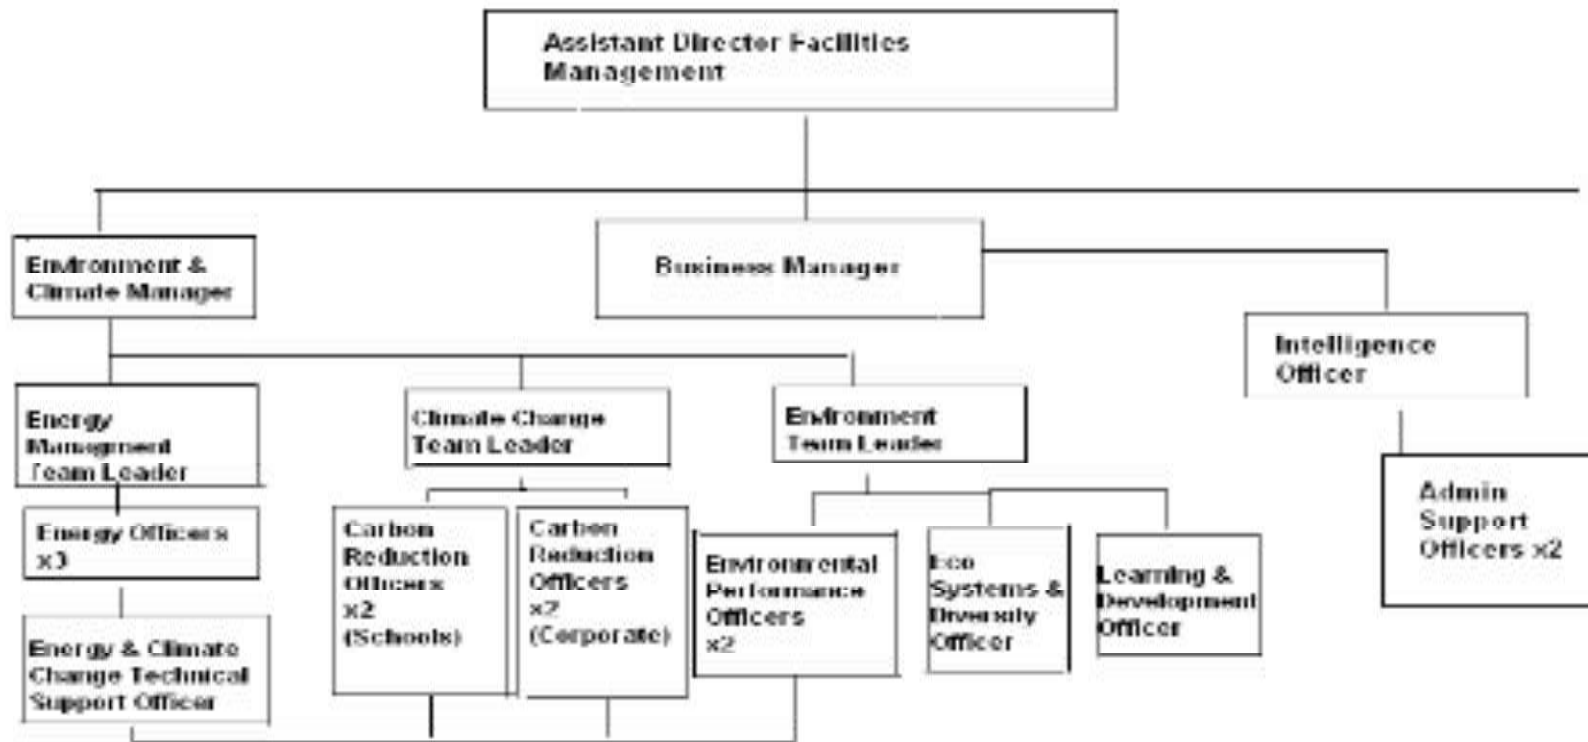 Assistant Director Facilities
Management
Environment &
Climate Manager
Business Manager
Intelligence
Officer
Energy
Managment
Team Leader
Climate Change
Team Leader
Environment
Team Leader
Admin
Support
Officers x2
Energy Officers
x3
Carbon
Reduction
Officers
x2
(Schools)
Carbon
Reduction
Officers
x2
(Corporate)
Environmental
Performance
Officers
x2
Eco
Systems &
Diversity
Officer
Learning &
Development
Officer
Energy & Climate
Change Technical
Support Officer